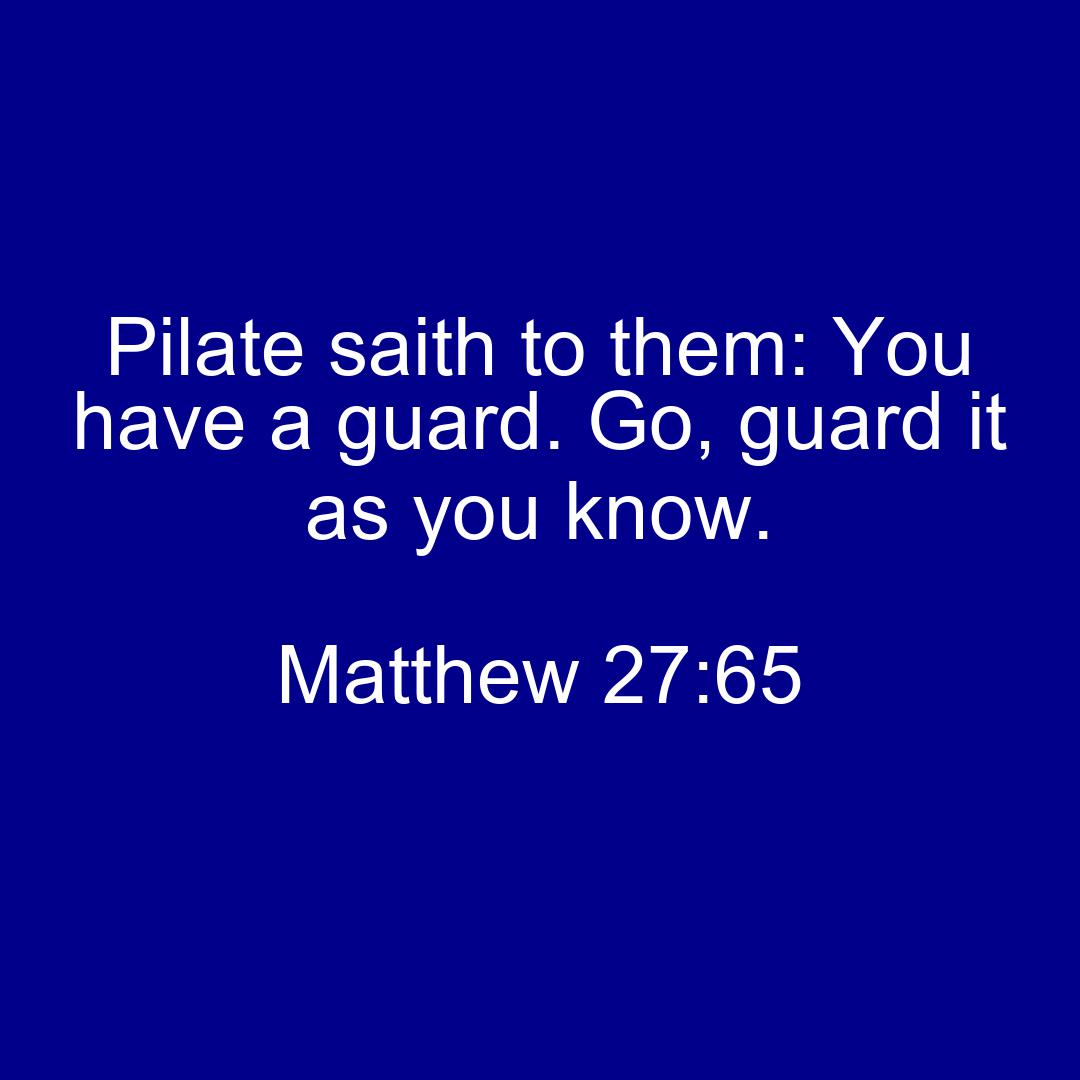 Pilate saith to them: You
have a guard. Go, guard it
as you know.
Matthew 27:65